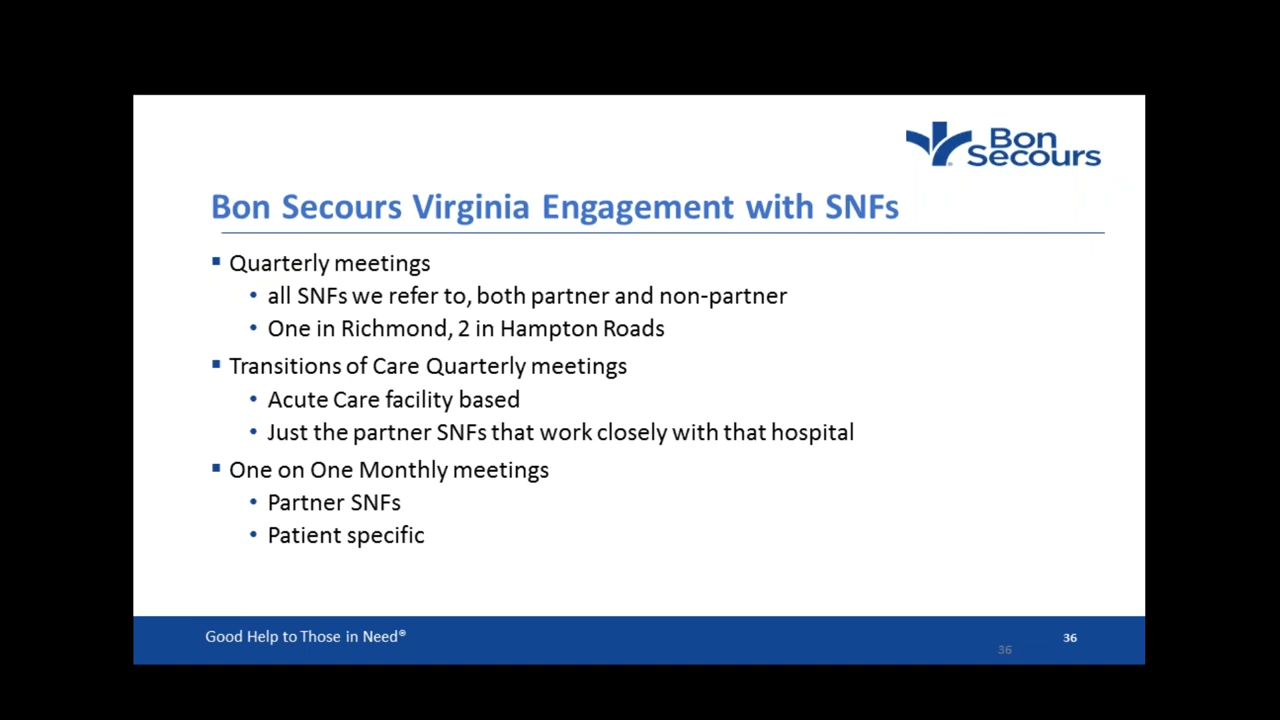 Bon
Secours
Bon Secours Virginia Engagement with SNFs
▪ Quarterly meetings
• all SNFs we refer to, both partner and non-partner
• One in Richmond, 2 in Hampton Roads
▪ Transitions of Care Quarterly meetings
• Acute Care facility based
• Just the partner SNFs that work closely with that hospital
▪ One on One Monthly meetings
• Partner SNFs
• Patient specific
Good Help to Those in Need®
36
36